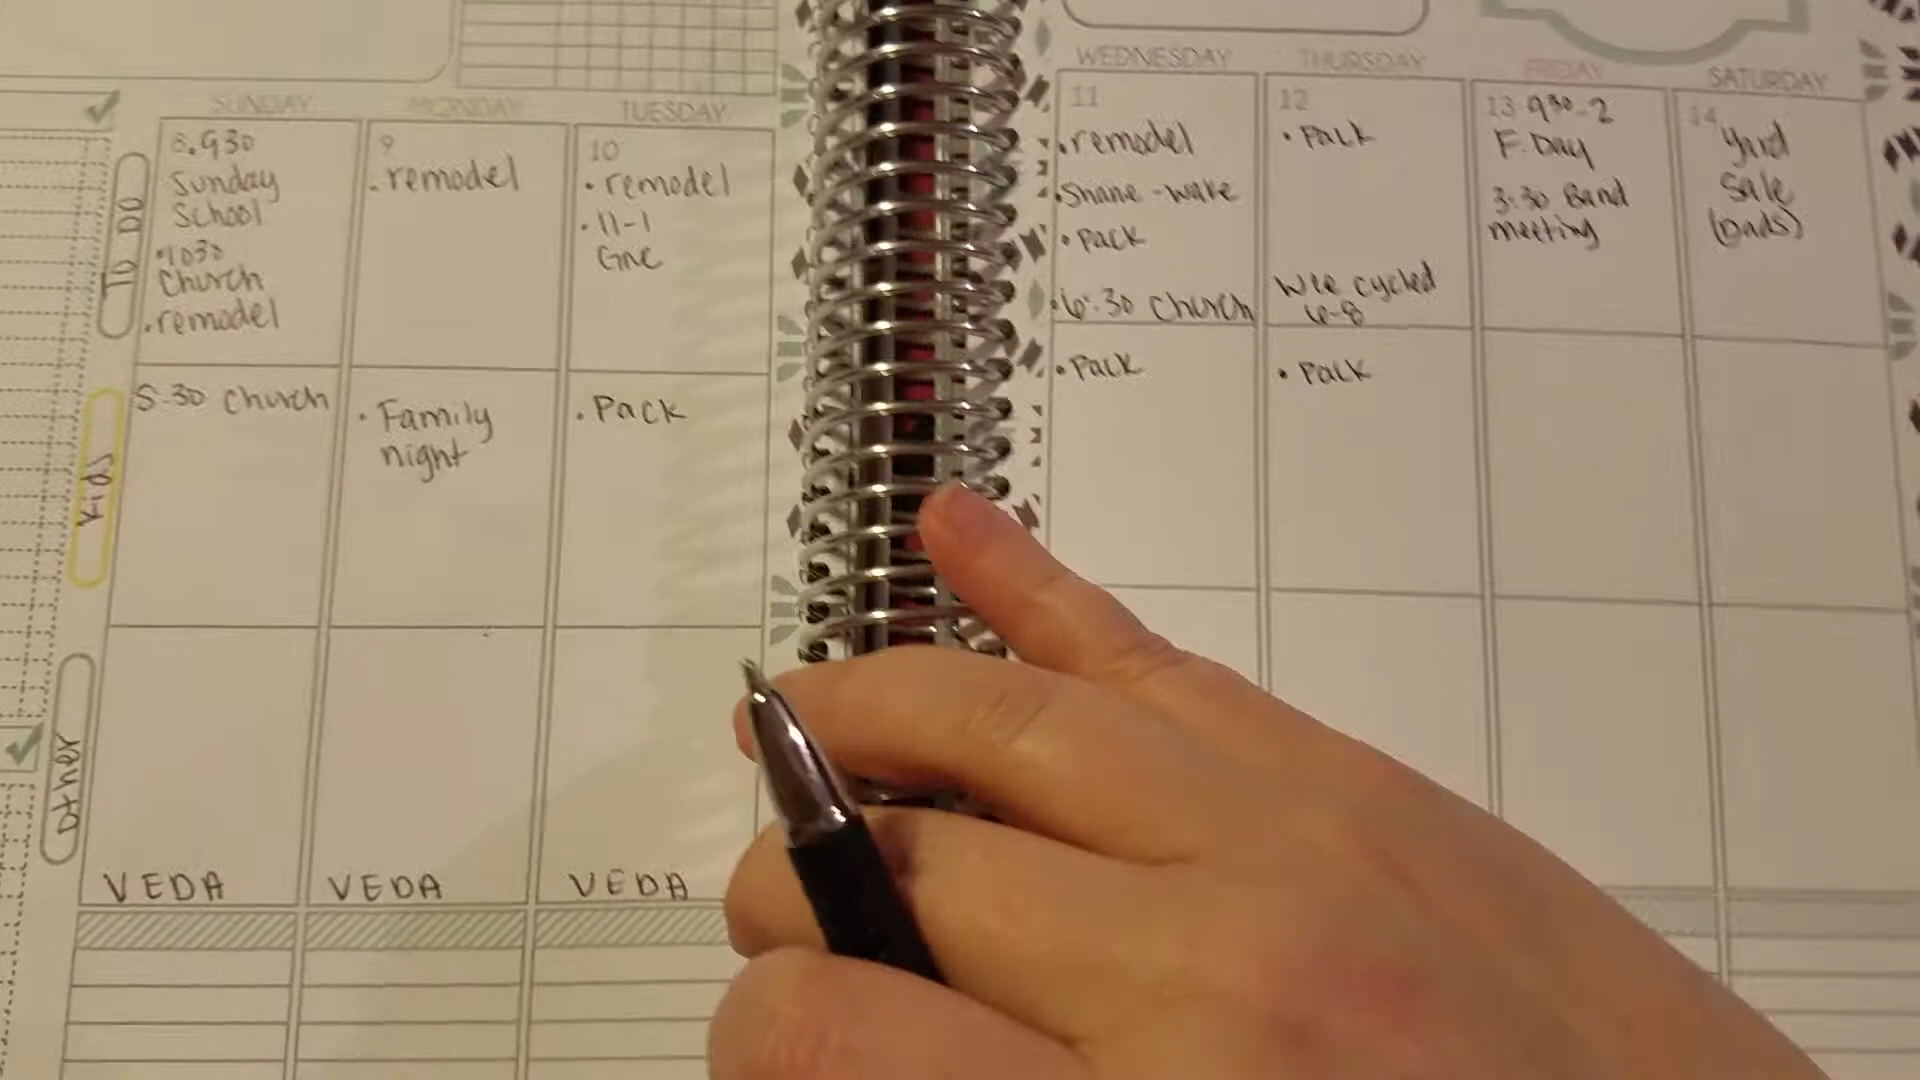 SUNDAY
MONDAY
TUESDAY
WEDNESDAY
THURSDAY
FRIDAY
SATURDAY
TO DO
8 . 930
Sunday
School
• 1030
Church
. remodel
9
. remodel
10
• remodel
• 11-1
GNC
11
. remodel
. Shane - wake
• Pack
• 6:30 Church
12
• Pack
Wee cycled
6-8
13 930-2
F. Day
3:30 Band
meeting
14
Yard
Sale
(Dads)
Kids
5:30 Church
• Family
night
. Pack
• Pack
• Pack
Other
VEDA
VEDA
VEDA